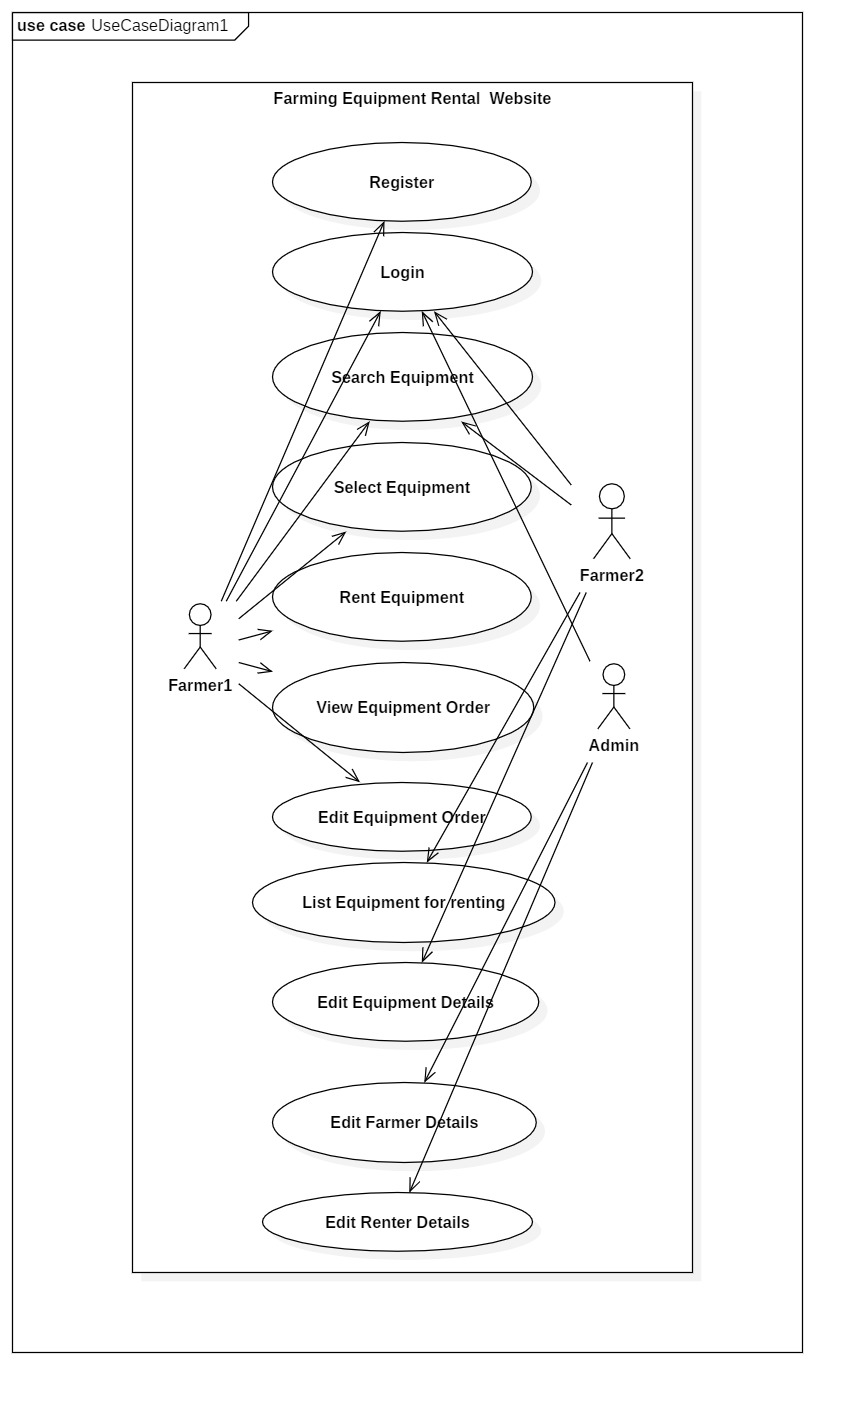 use case UseCaseDiagram1
Farming Equipment Rental  Website
Register
Login
Search Equipment
Select Equipment
Farmer2
Rent Equipment
Farmer1
View Equipment Order
Admin
Edit Equipment Order
List Equipment for renting
Edit Equipment Details
Edit Farmer Details
Edit Renter Details